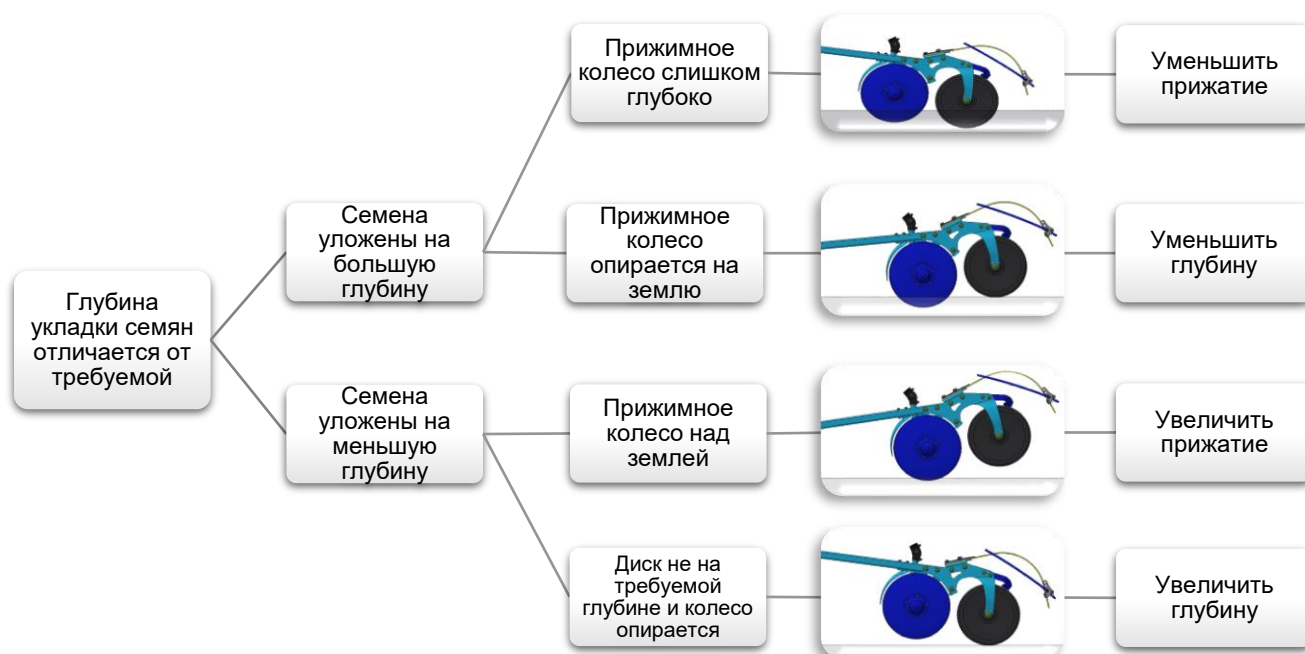 Глубина
укладки семян
отличается от
требуемой
Семена
уложены на
большую
глубину
Прижимное
колесо слишком
глубоко
Уменьшить
прижатие
Прижимное
колесо
опирается на
землю
Уменьшить
глубину
Семена
уложены на
меньшую
глубину
Прижимное
колесо над
землей
Увеличить
прижатие
Диск не на
требуемой
глубине и колесо
опирается
Увеличить
глубину